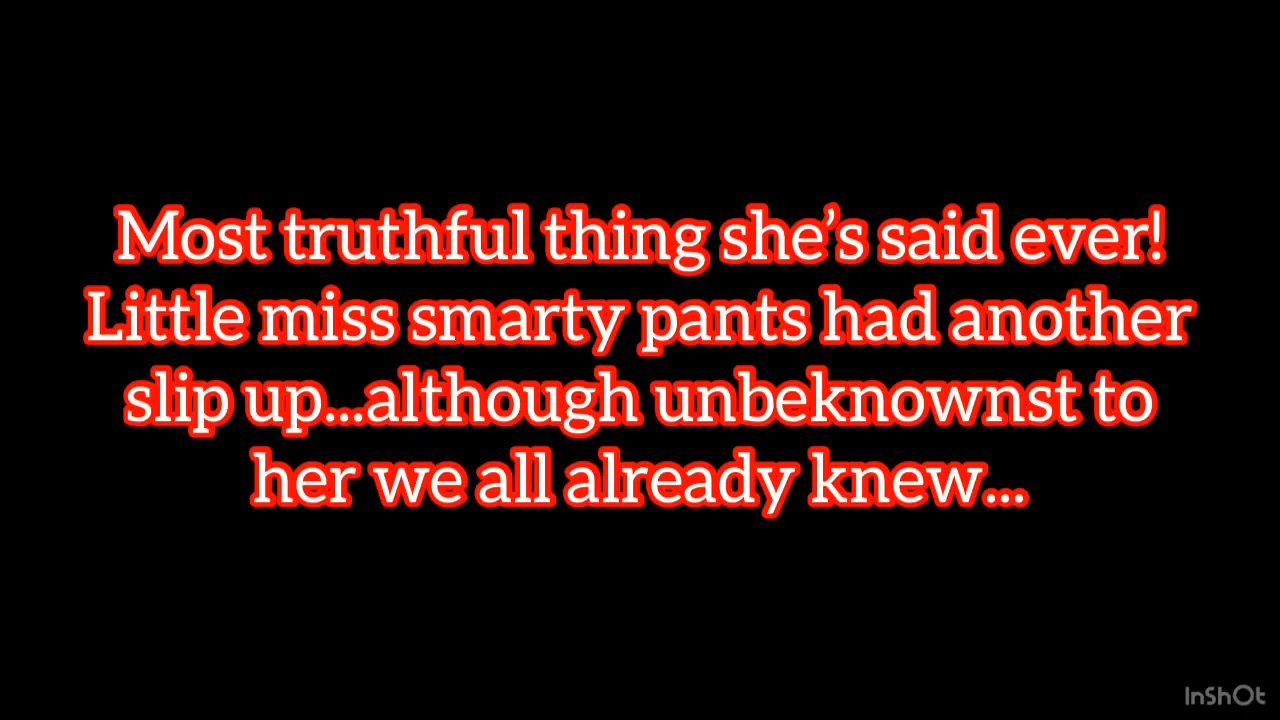 Most truthful thing she’s said ever!
Little miss smarty pants had another
slip up...although unbeknownst to
her we all already knew...
InShOt